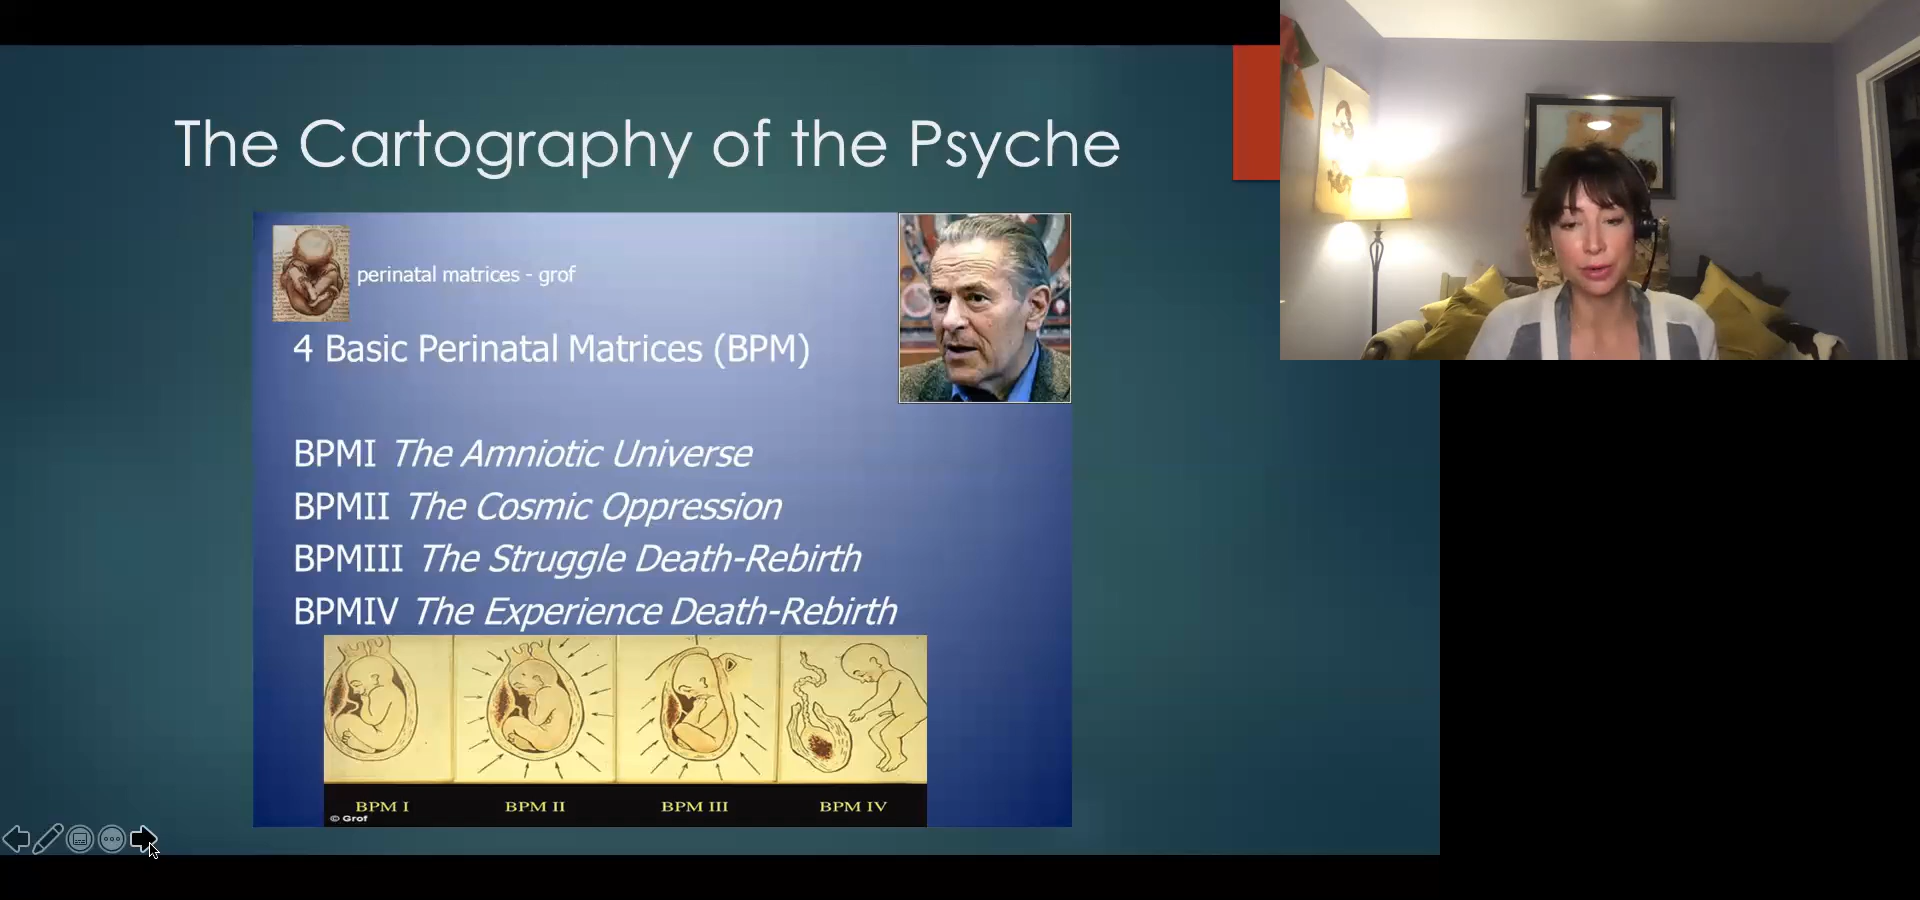 The Cartography of the Psyche
perinatal matrices - grof
4 Basic Perinatal Matrices (BPM)
BPMI The Amniotic Universe
BPMII The Cosmic Oppression
BPMIII The Struggle Death-Rebirth
BPMIV The Experience Death-Rebirth
BPM I BPM II BPM III BPM IV
© Grof